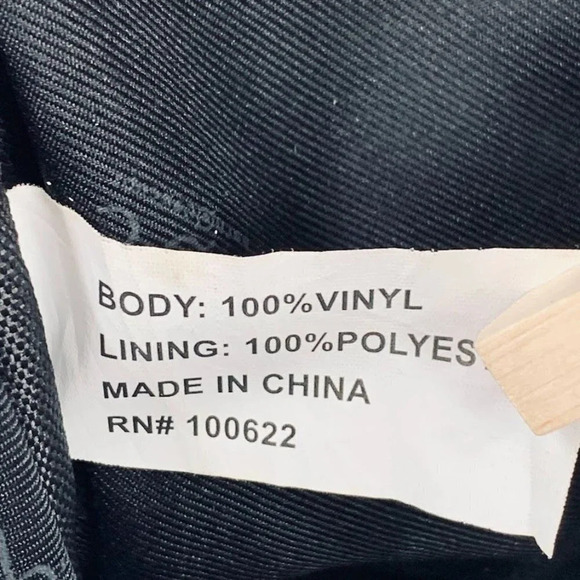 BODY: 100%VINYL
LINING: 100%POLYES
MADE IN CHINA
RN# 100622